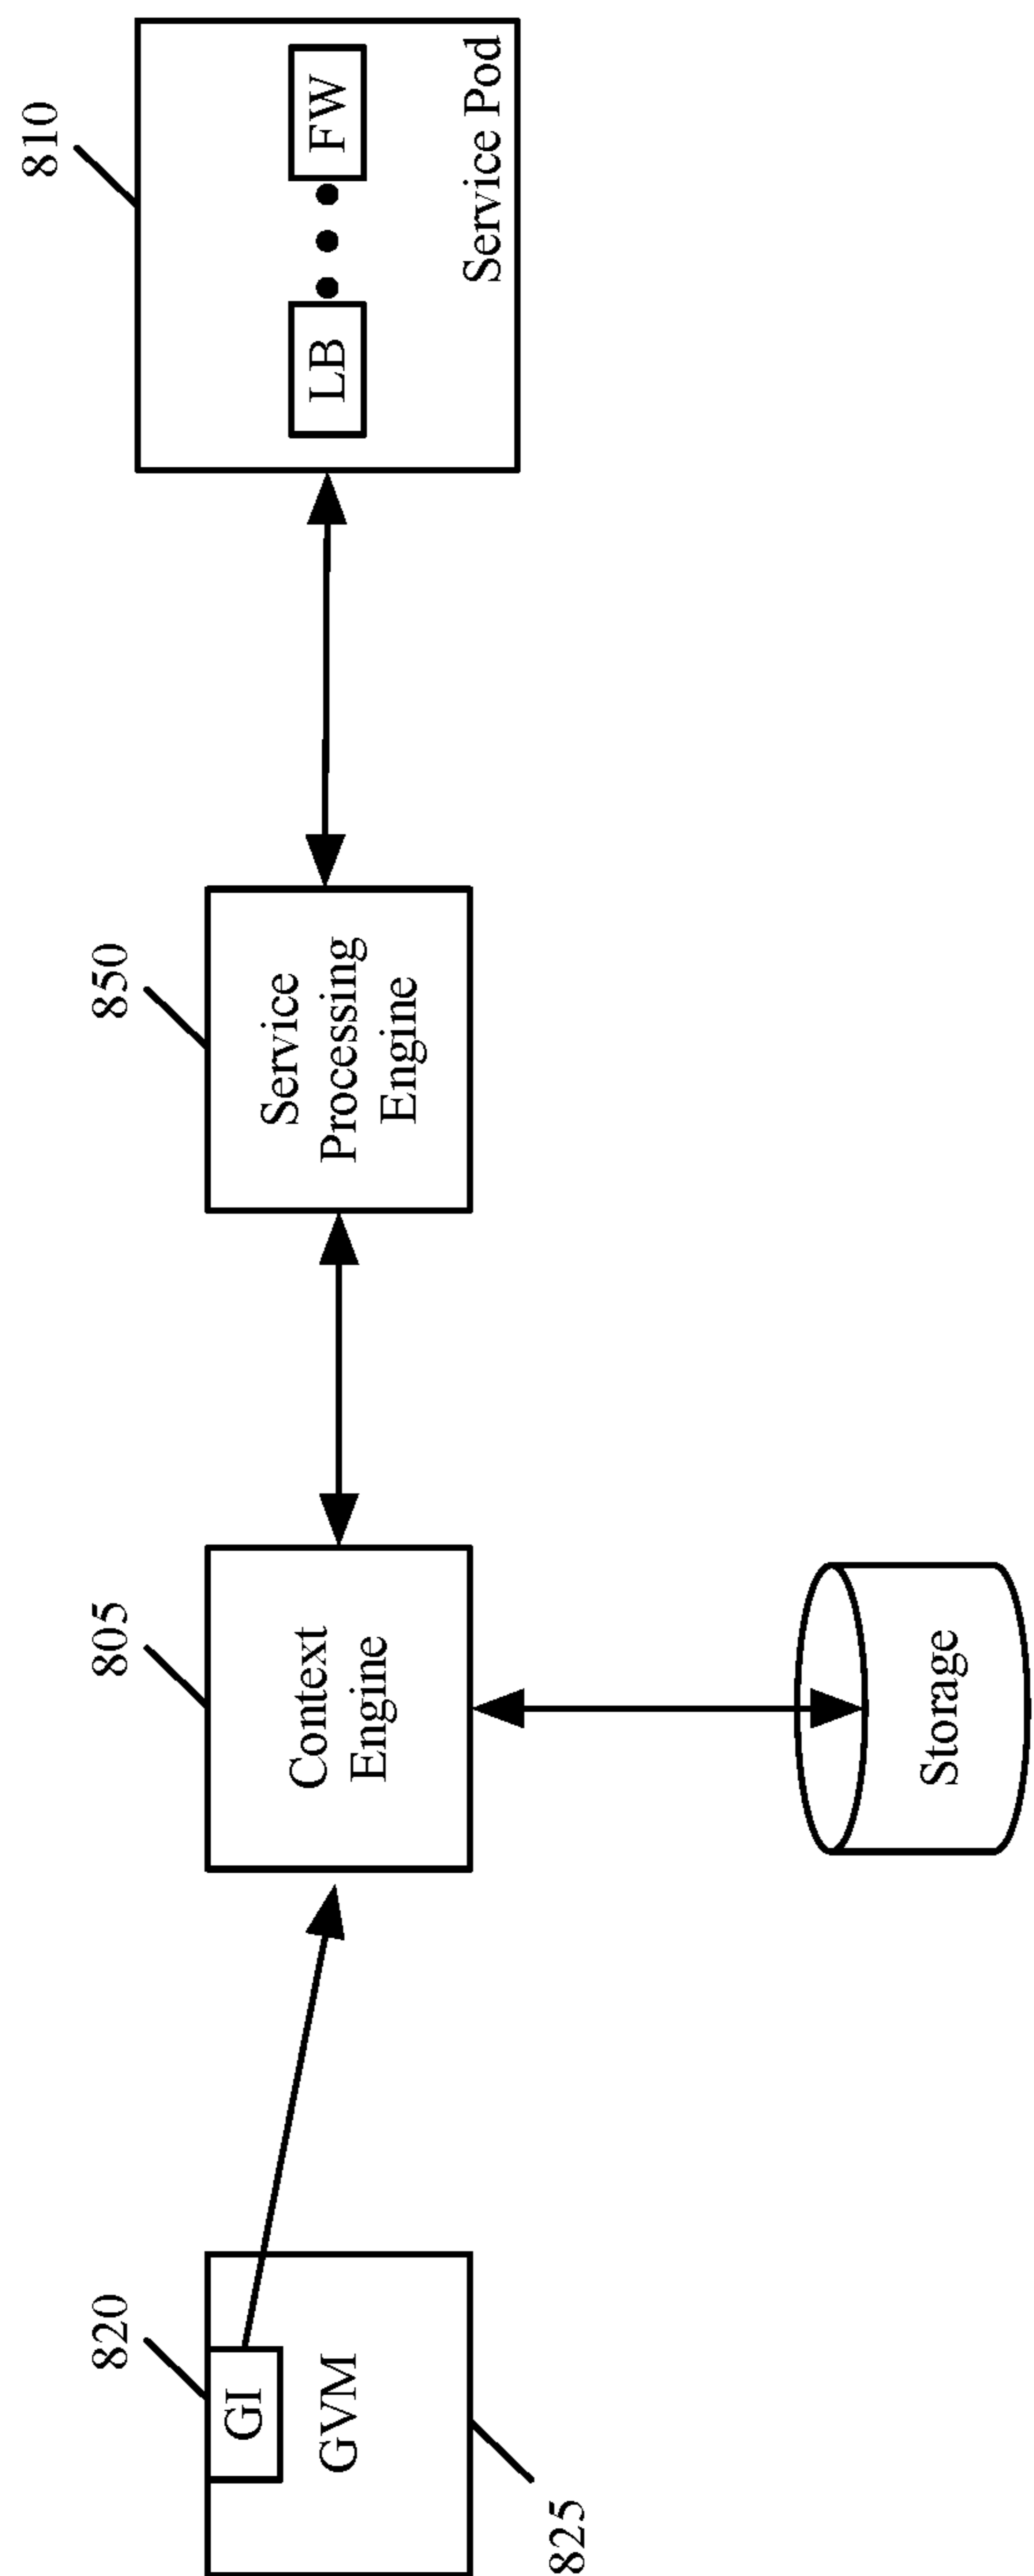 820
805
850
810
GI
GVM
825
Context
Engine
Service
Processing
Engine
LB
FW
Service Pod
Storage